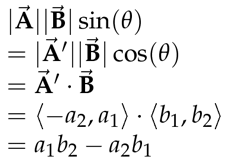 |A⃗||B⃗| sin(θ)
= |A⃗′||B⃗| cos(θ)
= A⃗′ · B⃗
= ⟨−a₂, a₁⟩ · ⟨b₁, b₂⟩
= a₁b₂ − a₂b₁